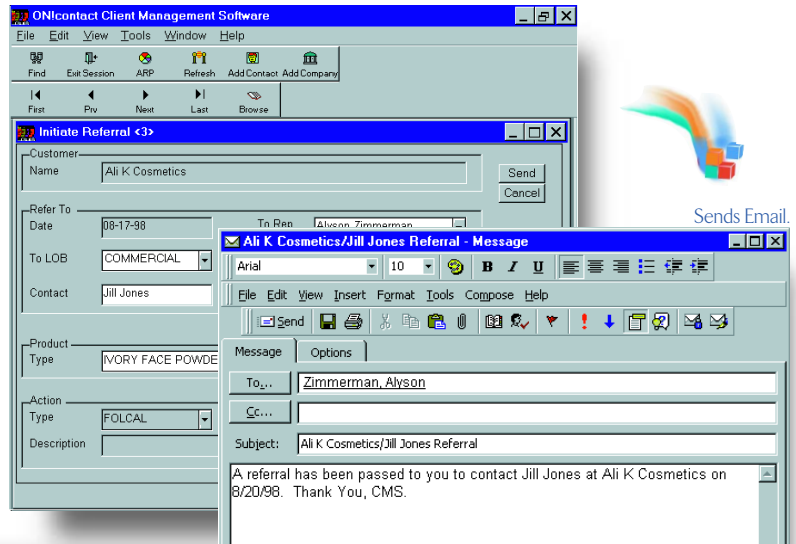 ON!contact Client Management Software
File Edit View Tools Window Help
Find Exit Session ARP Refresh Add Contact Add Company
First Prv Next Last Browse
Initiate Referral <3>
Customer
Name Ali K Cosmetics
Send
Cancel
Refer To
Date 08-17-98 To Rep Alyson Zimmerman
Sends Email.
To LOB COMMERCIAL
Contact Jill Jones
Product
Type IVORY FACE POWDE
Action
Type FOLCAL
Description
Ali K Cosmetics/Jill Jones Referral - Message
Arial 10 B I U
File Edit View Insert Format Tools Compose Help
Send
Message Options
To... Zimmerman, Alyson
Cc...
Subject: Ali K Cosmetics/Jill Jones Referral
A referral has been passed to you to contact Jill Jones at Ali K Cosmetics on
8/20/98. Thank You, CMS.